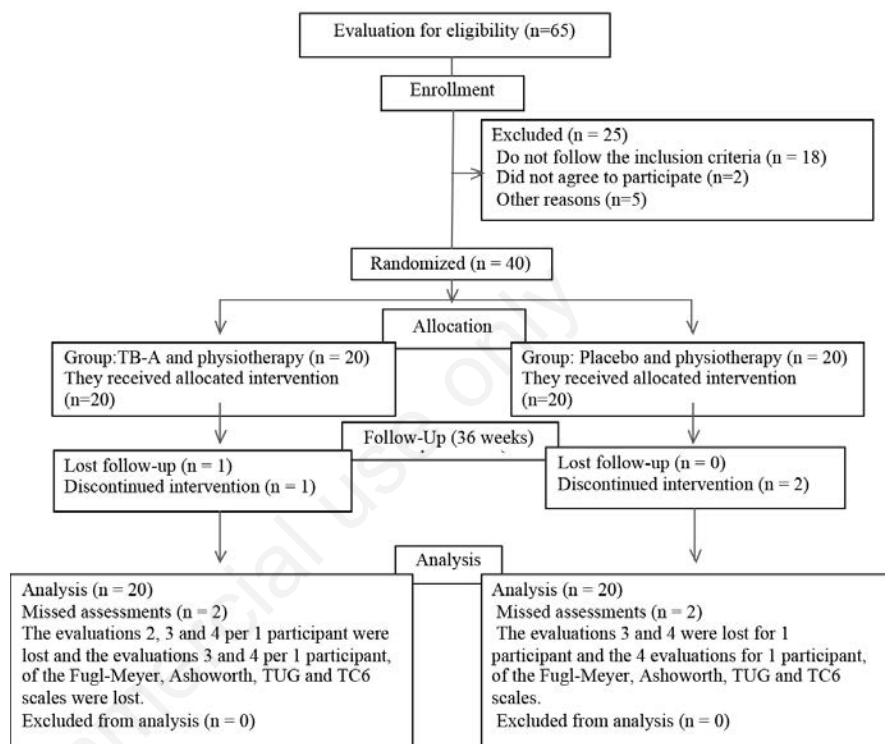 Evaluation for eligibility (n=65)
Enrollment
Excluded (n = 25)
Do not follow the inclusion criteria (n = 18)
Did not agree to participate (n=2)
Other reasons (n=5)
Randomized (n = 40)
Allocation
Group:TB-A and physiotherapy (n = 20)
They received allocated intervention
(n=20)
Group: Placebo and physiotherapy (n = 20)
They received allocated intervention
(n=20)
Follow-Up (36 weeks)
Lost follow-up (n = 1)
Discontinued intervention (n = 1)
Lost follow-up (n = 0)
Discontinued intervention (n = 2)
Analysis
Analysis (n = 20)
Missed assessments (n = 2)
The evaluations 2, 3 and 4 per 1 participant were
lost and the evaluations 3 and 4 per 1 participant,
of the Fugl-Meyer, Ashoworth, TUG and TC6
scales were lost.
Excluded from analysis (n = 0)
Analysis (n = 20)
Missed assessments (n = 2)
The evaluations 3 and 4 were lost for 1
participant and the 4 evaluations for 1 participant,
of the Fugl-Meyer, Ashoworth, TUG and TC6
scales.
Excluded from analysis (n = 0)
mercial use only